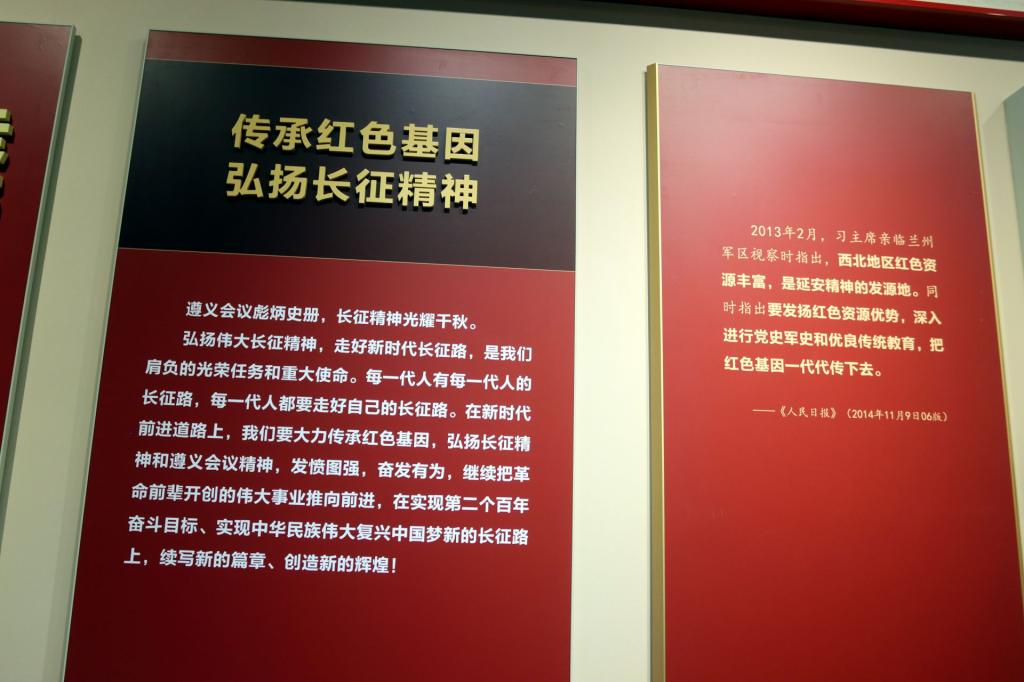 传承红色基因
弘扬长征精神
遵义会议彪炳史册，长征精神光耀千秋。
弘扬伟大长征精神，走好新时代长征路，是我们
肩负的光荣任务和重大使命。每一代人有每一代人的
长征路，每一代人都要走好自己的长征路。在新时代
前进道路上，我们要大力传承红色基因，弘扬长征精
神和遵义会议精神，发愤图强，奋发有为，继续把革
命前辈开创的伟大事业推向前进，在实现第二个百年
奋斗目标、实现中华民族伟大复兴中国梦新的长征路
上，续写新的篇章、创造新的辉煌！
2013年2月，习主席亲临兰州
军区视察时指出，西北地区红色资
源丰富，是延安精神的发源地。同
时指出要发扬红色资源优势，深入
进行党史军史和优良传统教育，把
红色基因一代代传下去。
——《人民日报》（2014年11月9日06版）